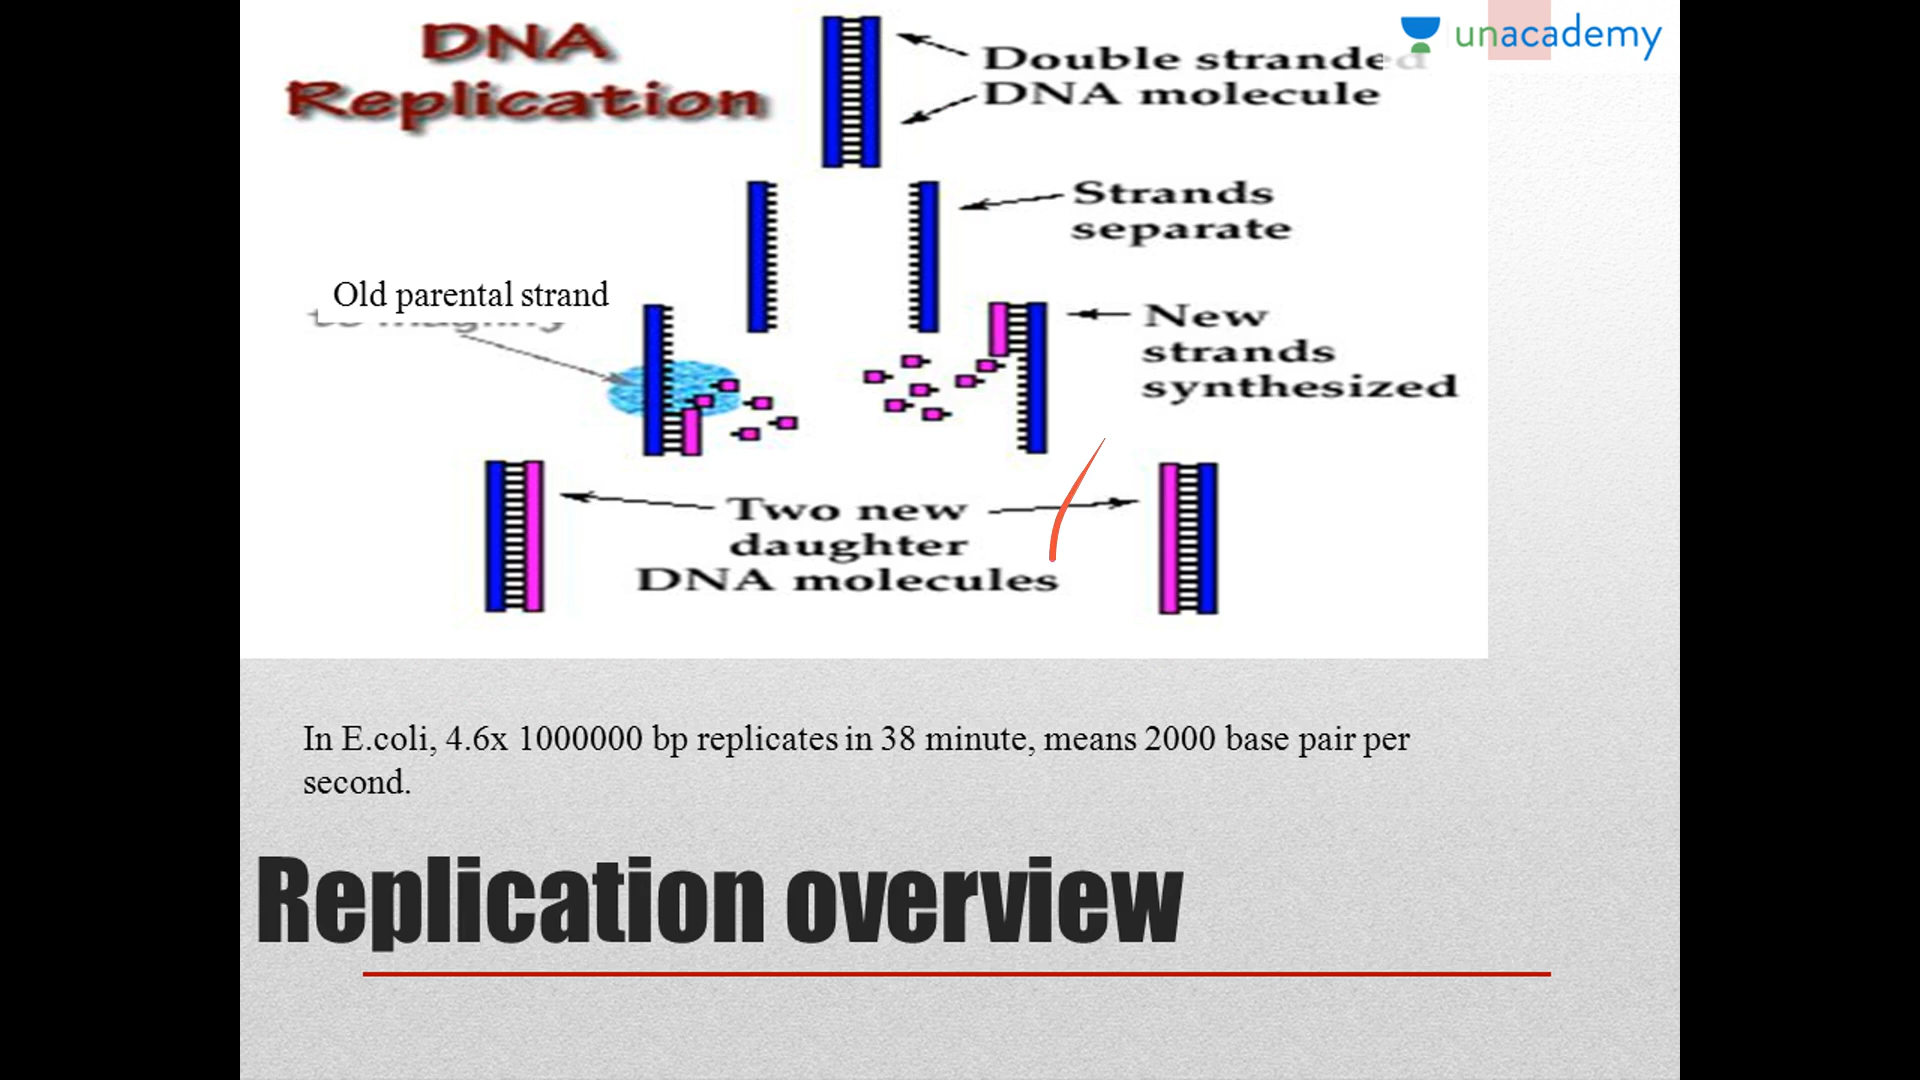 DNA
Replication
unacademy
Double stranded
DNA molecule
Strands
separate
Old parental strand
New
strands
synthesized
Two new
daughter
DNA molecules
In E.coli, 4.6x 1000000 bp replicates in 38 minute, means 2000 base pair per
second.
Replication overview